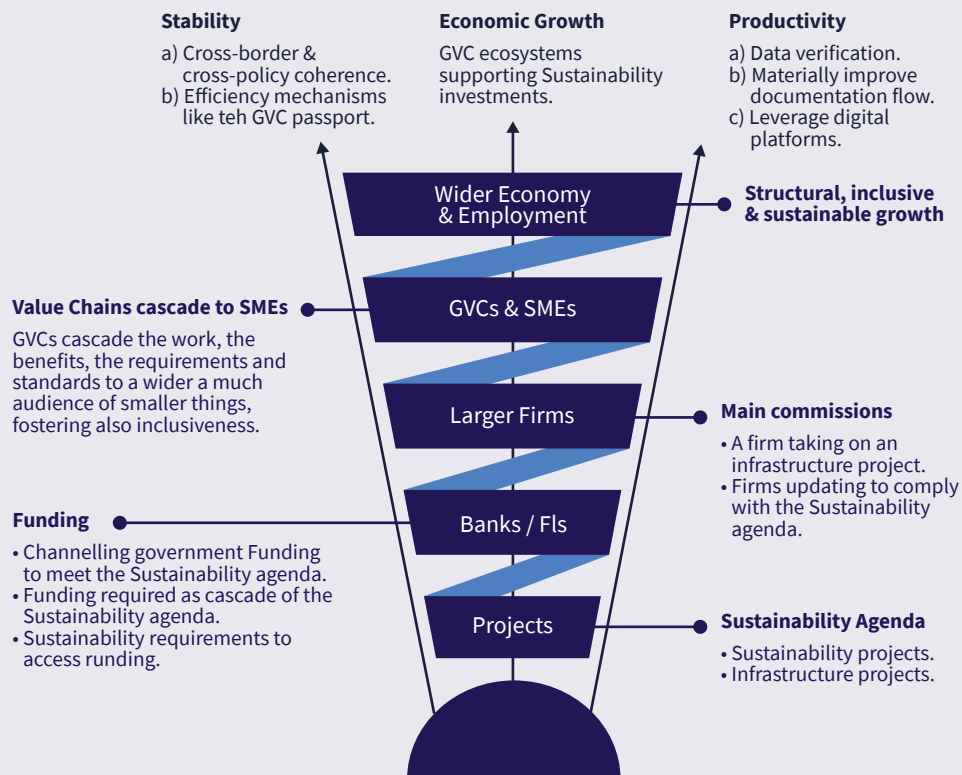 Stability
a) Cross-border &
cross-policy coherence.
b) Efficiency mechanisms
like teh GVC passport.
Economic Growth
GVC ecosystems
supporting Sustainability
investments.
Productivity
a) Data verification.
b) Materially improve
documentation flow.
c) Leverage digital
platforms.
Wider Economy
& Employment
Structural, inclusive
& sustainable growth
Value Chains cascade to SMEs
GVCs cascade the work, the
benefits, the requirements and
standards to a wider a much
audience of smaller things,
fostering also inclusiveness.
GVCs & SMEs
Larger Firms
Main commissions
• A firm taking on an
infrastructure project.
• Firms updating to comply
with the Sustainability
agenda.
Funding
• Channelling government Funding
to meet the Sustainability agenda.
• Funding required as cascade of the
Sustainability agenda.
• Sustainability requirements to
access runding.
Banks / FIs
Projects
Sustainability Agenda
• Sustainability projects.
• Infrastructure projects.